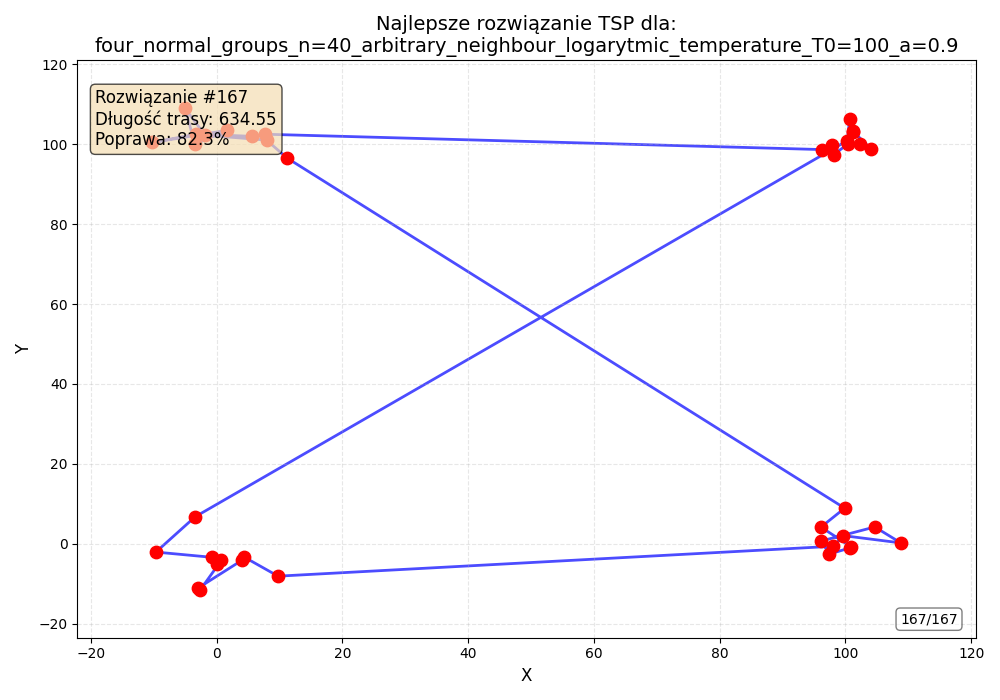 Najlepsze rozwiązanie TSP dla:
four_normal_groups_n=40_arbitrary_neighbour_logarytmic_temperature_T0=100_a=0.9
Rozwiązanie #167
Długość trasy: 634.55
Poprawa: 82.3%
120
100
80
60
40
20
0
−20
Y
167/167
−20
0
20
40
60
80
100
120
X